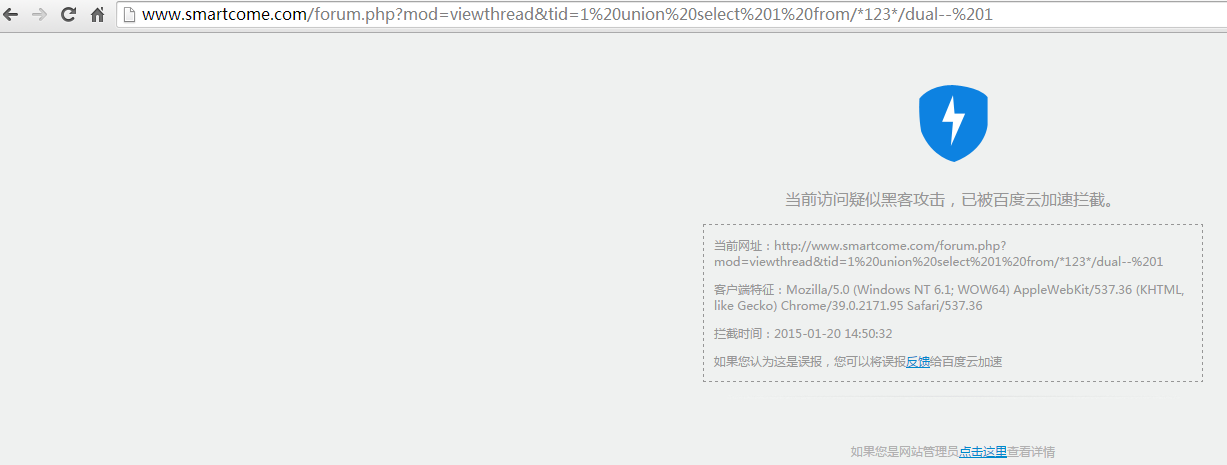 www.smartcome.com/forum.php?mod=viewthread&tid=1%20union%20select%201%20from/*123*/dual--%201
当前访问疑似黑客攻击，已被百度云加速拦截。
当前网址：http://www.smartcome.com/forum.php?
mod=viewthread&tid=1%20union%20select%201%20from/*123*/dual--%201
客户端特征：Mozilla/5.0 (Windows NT 6.1; WOW64) AppleWebKit/537.36 (KHTML,
like Gecko) Chrome/39.0.2171.95 Safari/537.36
拦截时间：2015-01-20 14:50:32
如果您认为这是误报，您可以将误报反馈给百度云加速
如果您是网站管理员点击这里查看详情